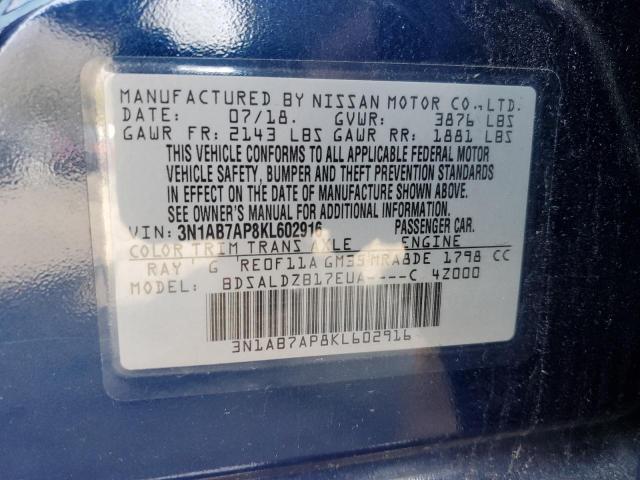 MANUFACTURED BY NISSAN MOTOR CO.,LTD.
DATE: 07/18. GVWR: 3876 LBS
GAWR FR: 2143 LBS GAWR RR: 1881 LBS
THIS VEHICLE CONFORMS TO ALL APPLICABLE FEDERAL MOTOR
VEHICLE SAFETY, BUMPER AND THEFT PREVENTION STANDARDS
IN EFFECT ON THE DATE OF MANUFACTURE SHOWN ABOVE.
SEE OWNER'S MANUAL FOR ADDITIONAL INFORMATION.
VIN: 3N1AB7AP8KL602916 PASSENGER CAR.
COLOR TRIM TRANS AXLE ENGINE
RAY G RE0F11A GM39 MRA8DE 1798 CC
MODEL: BDSALDZB17EUA----C 4Z000
3N1AB7AP8KL602916